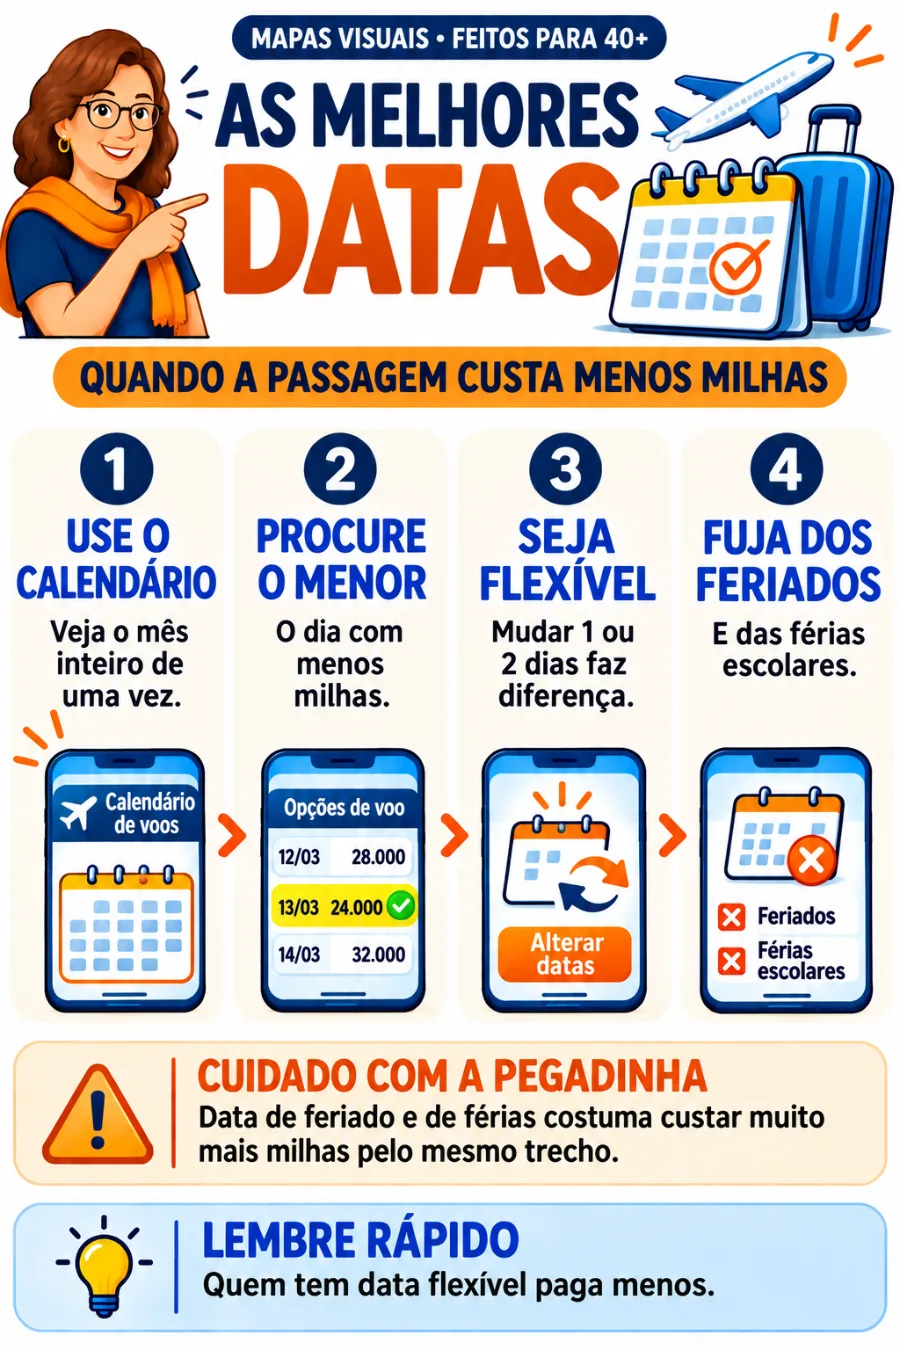 MAPAS VISUAIS • FEITOS PARA 40+
AS MELHORES
DATAS
QUANDO A PASSAGEM CUSTA MENOS MILHAS
1
USE O
CALENDÁRIO
Veja o mês
inteiro de
uma vez.
Calendário
de voos
2
PROCURE
O MENOR
O dia com
menos
milhas.
Opções de voo
12/03 28.000
13/03 24.000
14/03 32.000
3
SEJA
FLEXÍVEL
Mudar 1 ou
2 dias faz
diferença.
Alterar
datas
4
FUJA DOS
FERIADOS
E das férias
escolares.
Feriados
Férias
escolares
CUIDADO COM A PEGADINHA
Data de feriado e de férias costuma custar muito
mais milhas pelo mesmo trecho.
LEMBRE RÁPIDO
Quem tem data flexível paga menos.